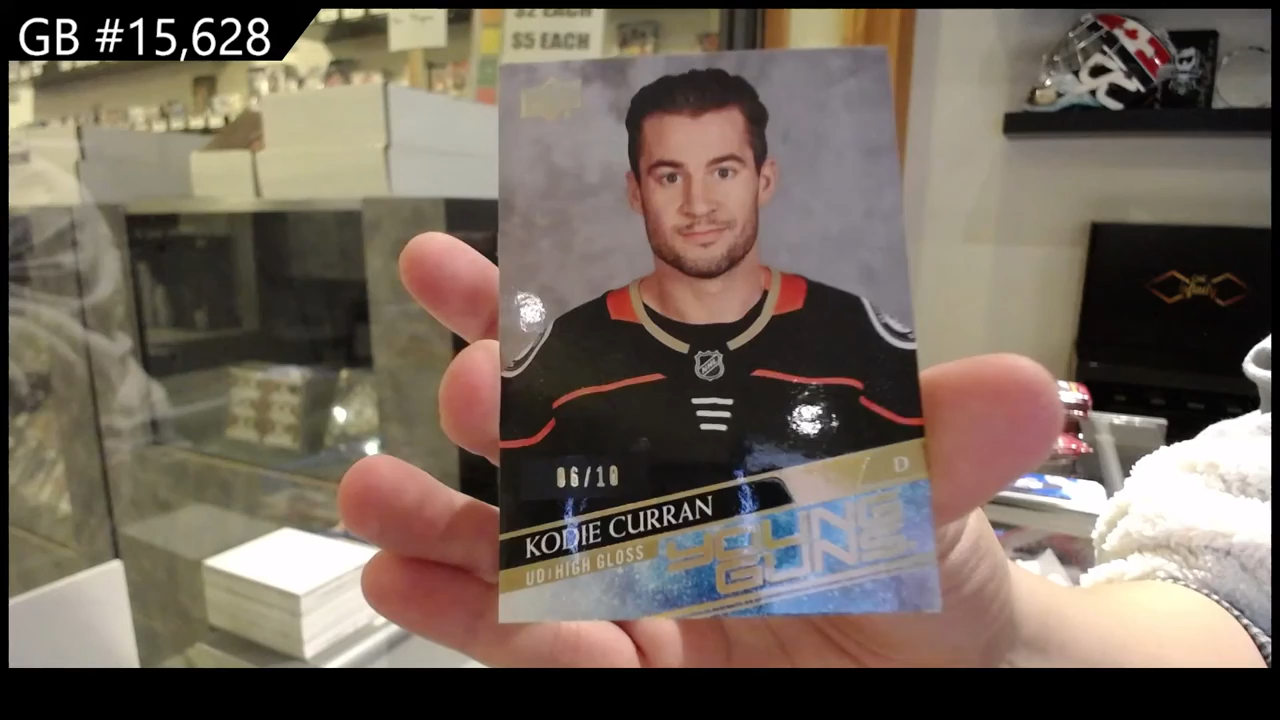 GB #15,628
$2 EACH
$5 EACH
06/10
D
KODIE CURRAN
YOUNG
UD HIGH GLOSS
GUNS